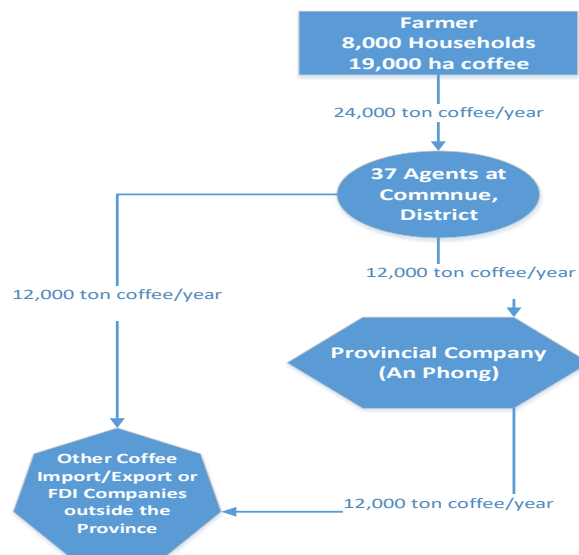 Farmer
8,000 Households
19,000 ha coffee
24,000 ton coffee/year
37 Agents at
Commnue,
District
12,000 ton coffee/year
12,000 ton coffee/year
Provincial Company
(An Phong)
Other Coffee
Import/Export or
FDI Companies
outside the
Province
12,000 ton coffee/year